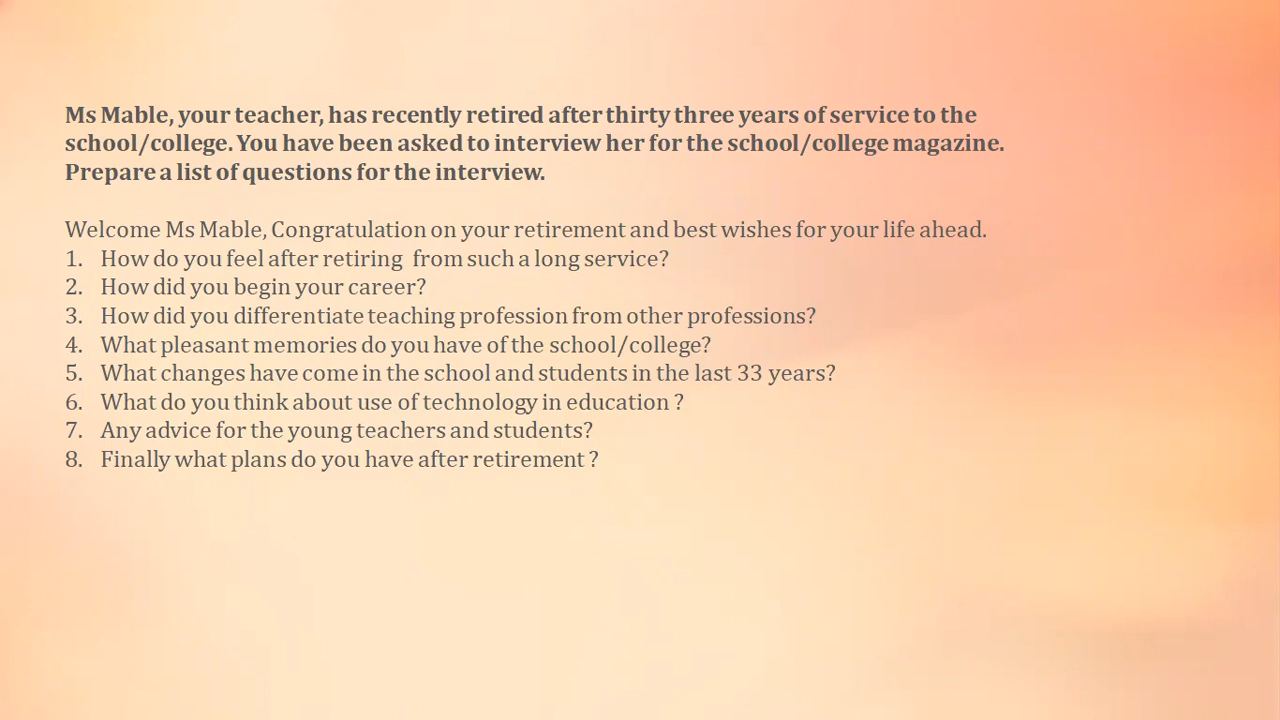 Ms Mable, your teacher, has recently retired after thirty three years of service to the
school/college. You have been asked to interview her for the school/college magazine.
Prepare a list of questions for the interview.
Welcome Ms Mable, Congratulation on your retirement and best wishes for your life ahead.
1. How do you feel after retiring from such a long service?
2. How did you begin your career?
3. How did you differentiate teaching profession from other professions?
4. What pleasant memories do you have of the school/college?
5. What changes have come in the school and students in the last 33 years?
6. What do you think about use of technology in education ?
7. Any advice for the young teachers and students?
8. Finally what plans do you have after retirement ?